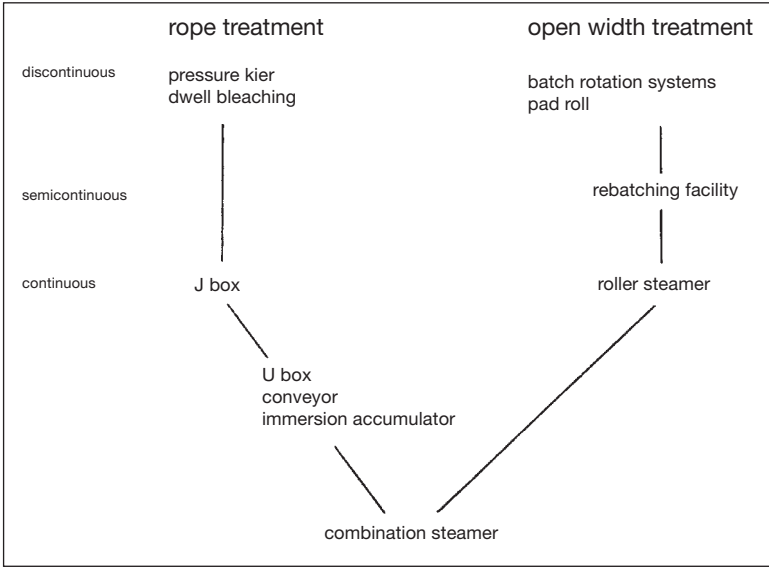 rope treatment
open width treatment
discontinuous
pressure kier
dwell bleaching
batch rotation systems
pad roll
semicontinuous
rebatching facility
continuous
J box
roller steamer
U box
conveyor
immersion accumulator
combination steamer